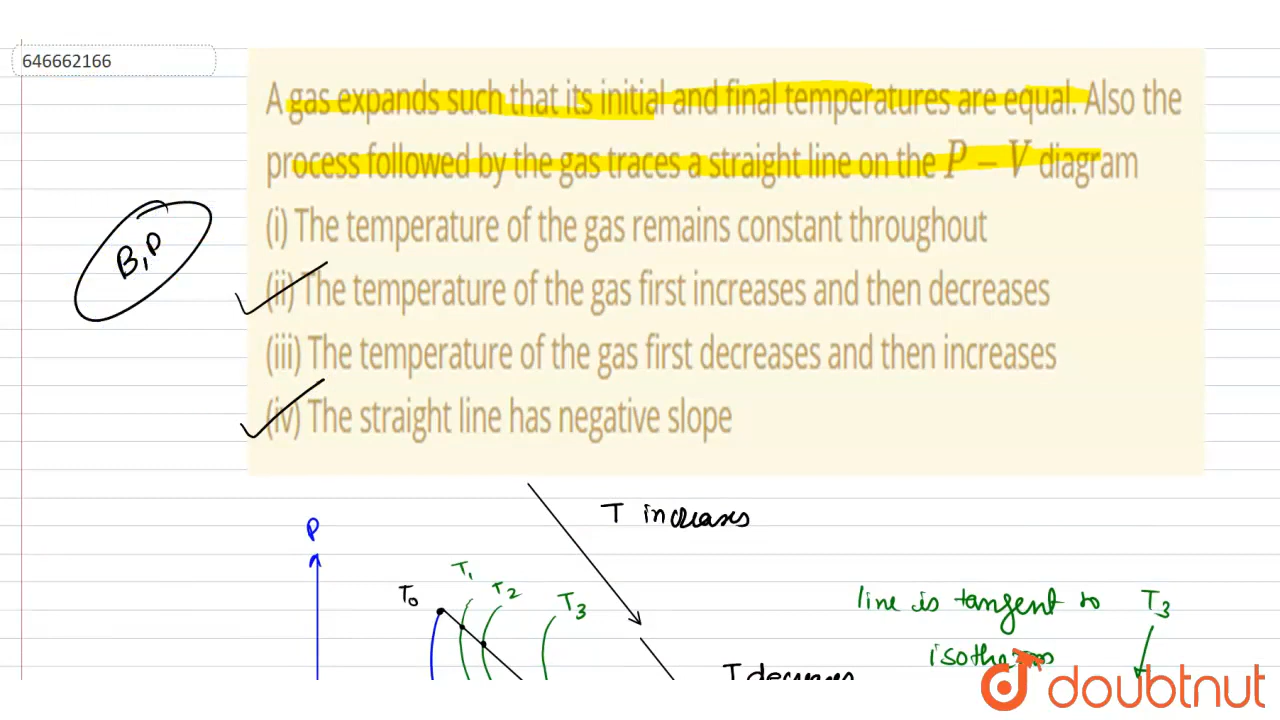 646662166
A gas expands such that its initial and final temperatures are equal. Also the
process followed by the gas traces a straight line on the P – V diagram
(i) The temperature of the gas remains constant throughout
(ii) The temperature of the gas first increases and then decreases
(iii) The temperature of the gas first decreases and then increases
(iv) The straight line has negative slope
B, D
T increases
P
T₀ T₁ T₂ T₃
line is tangent to T₃
isotherms
T decreases
doubtnut